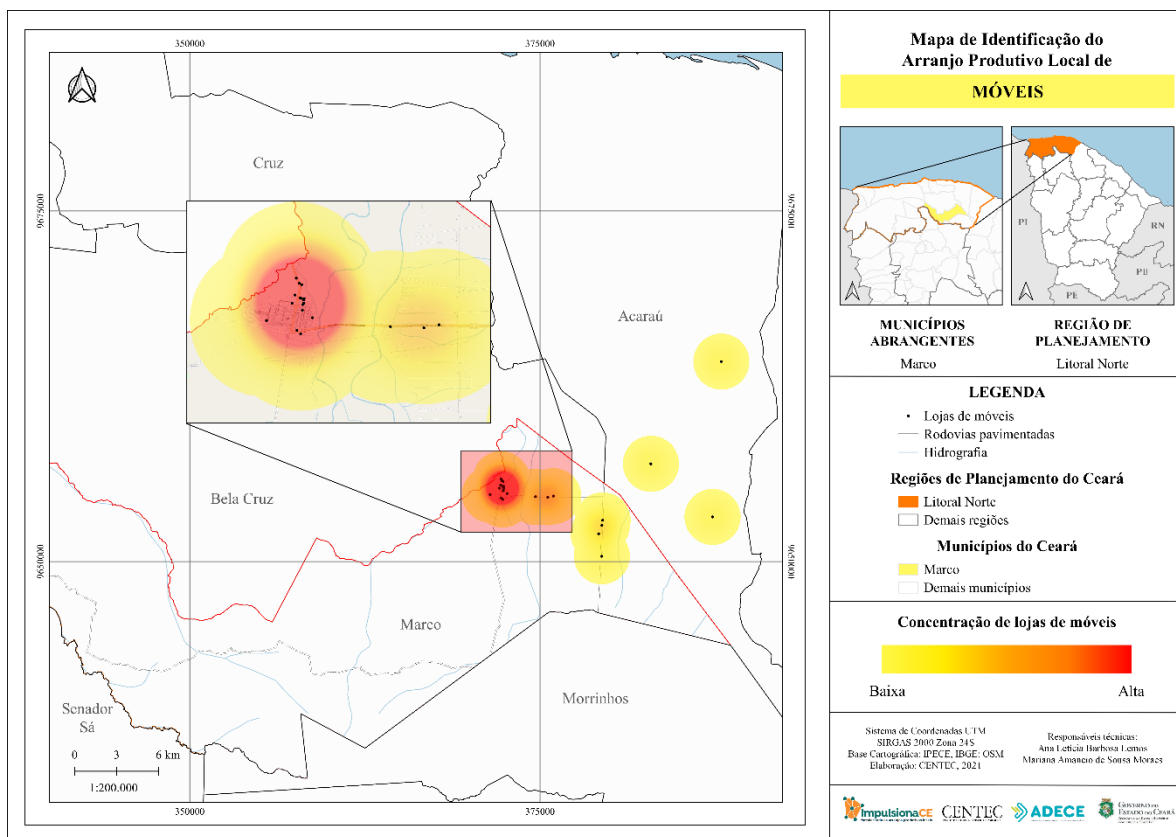 350000
375000
9675000
9675000
9650000
9650000
350000
375000
Cruz
Acaraú
Bela Cruz
Marco
Morrinhos
Senador
Sá
0 3 6 km
1:200.000
Mapa de Identificação do
Arranjo Produtivo Local de
MÓVEIS
PI
RN
PB
PE
MUNICÍPIOS
ABRANGENTES
Marco
REGIÃO DE
PLANEJAMENTO
Litoral Norte
LEGENDA
Lojas de móveis
Rodovias pavimentadas
Hidrografia
Regiões de Planejamento do Ceará
Litoral Norte
Demais regiões
Municípios do Ceará
Marco
Demais municípios
Concentração de lojas de móveis
Baixa
Alta
Sistema de Coordenadas UTM
SIRGAS 2000 Zona 24S
Base Cartográfica: IPECE, IBGE; OSM
Elaboração: CENTEC, 2021
Responsáveis técnicas:
Ana Letícia Barbosa Lemos
Mariana Amancio de Sousa Moraes
ImpulsionaCE
CENTEC
ADECE
GOVERNO DO
ESTADO DO CEARÁ